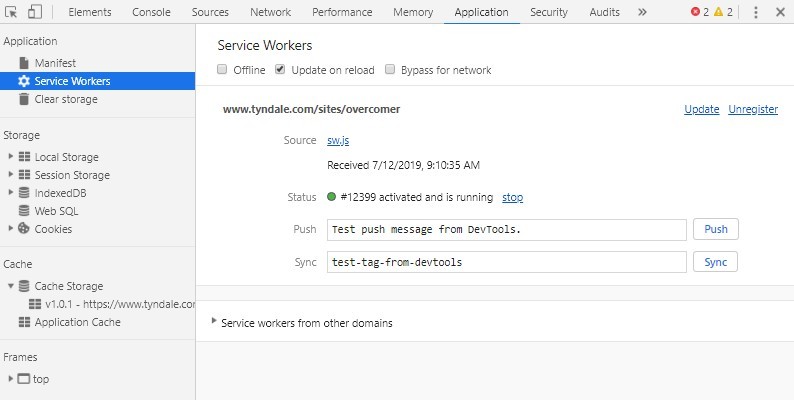 Elements Console Sources Network Performance Memory Application Security Audits 2 2
Application
Manifest
Service Workers
Clear storage
Storage
Local Storage
Session Storage
IndexedDB
Web SQL
Cookies
Cache
Cache Storage
v1.0.1 - https://www.tyndale.cor
Application Cache
Frames
top
Service Workers
Offline Update on reload Bypass for network
www.tyndale.com/sites/overcomer Update Unregister
Source sw.js
Received 7/12/2019, 9:10:35 AM
Status #12399 activated and is running stop
Push Test push message from DevTools. Push
Sync test-tag-from-devtools Sync
Service workers from other domains